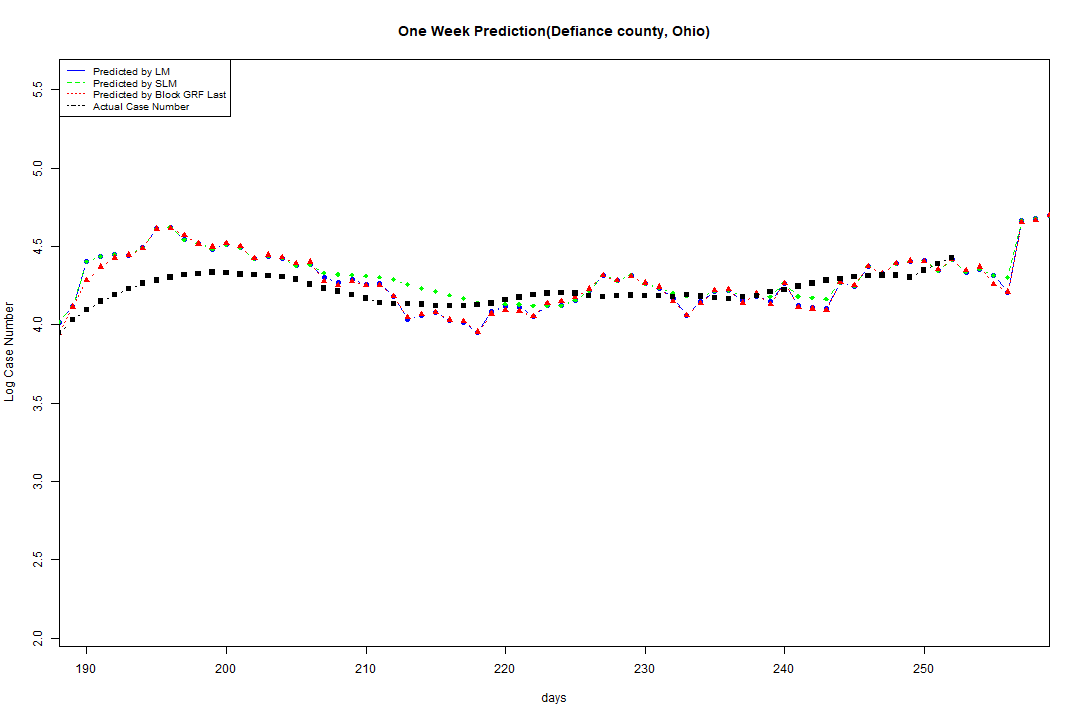 One Week Prediction(Defiance county, Ohio)
Predicted by LM
Predicted by SLM
Predicted by Block GRF Last
Actual Case Number
5.5
5.0
4.5
4.0
3.5
3.0
2.5
2.0
Log Case Number
190 200 210 220 230 240 250
days